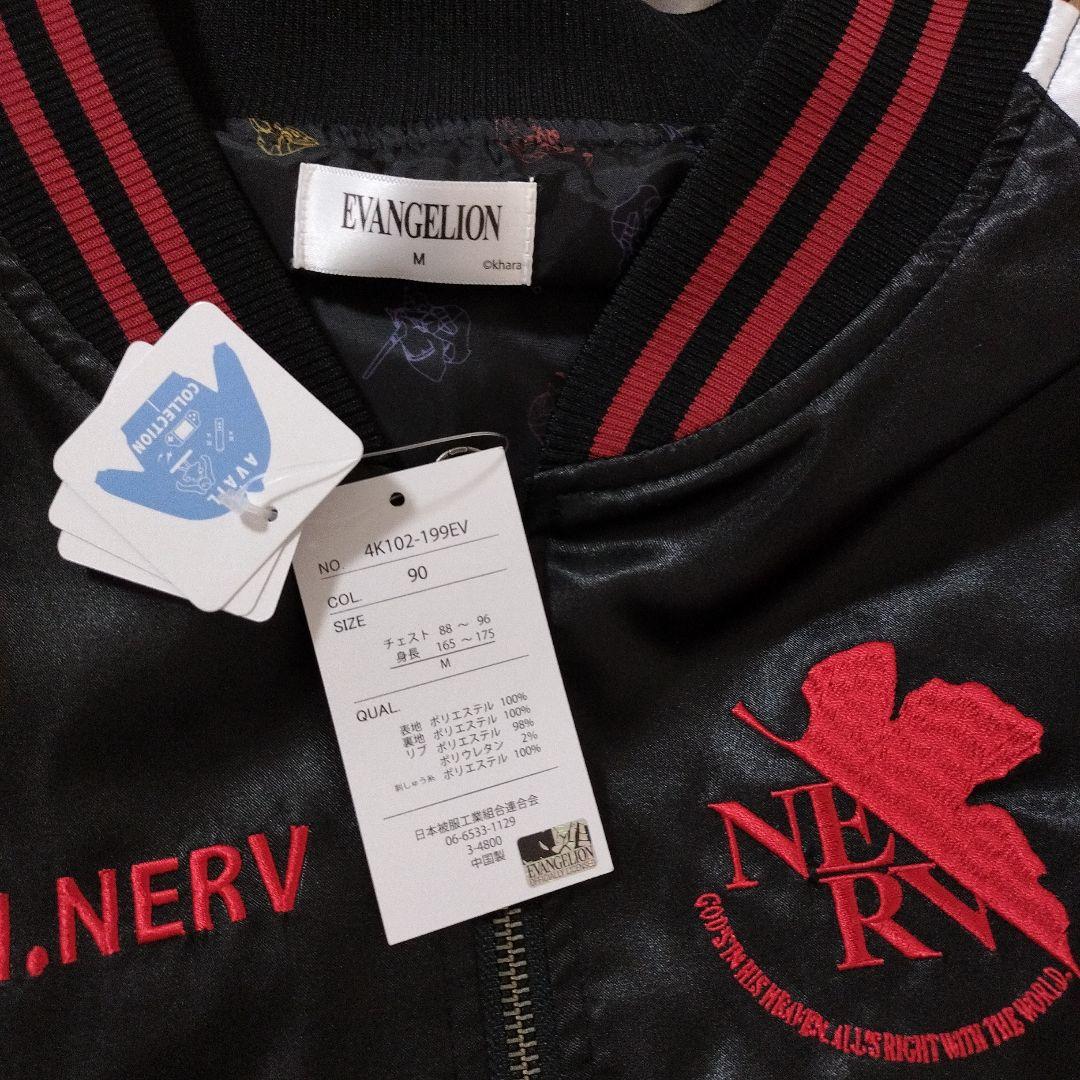 EVANGELION
M
©khara
COLLECTION
AVAIL
NO. 4K102-199EV
COL. 90
SIZE
チェスト 88 ～ 96
身長 165 ～ 175
M
QUAL.
表地 ポリエステル 100%
裏地 ポリエステル 100%
リブ ポリエステル 98%
ポリウレタン 2%
刺しゅう糸 ポリエステル 100%
日本被服工業組合連合会
06-6533-1129
3-4800
中国製
EVANGELION
OFFICIALLY LICENSED
.NERV
NERV
GOD'S IN HIS HEAVEN. ALL'S RIGHT WITH THE WORLD.